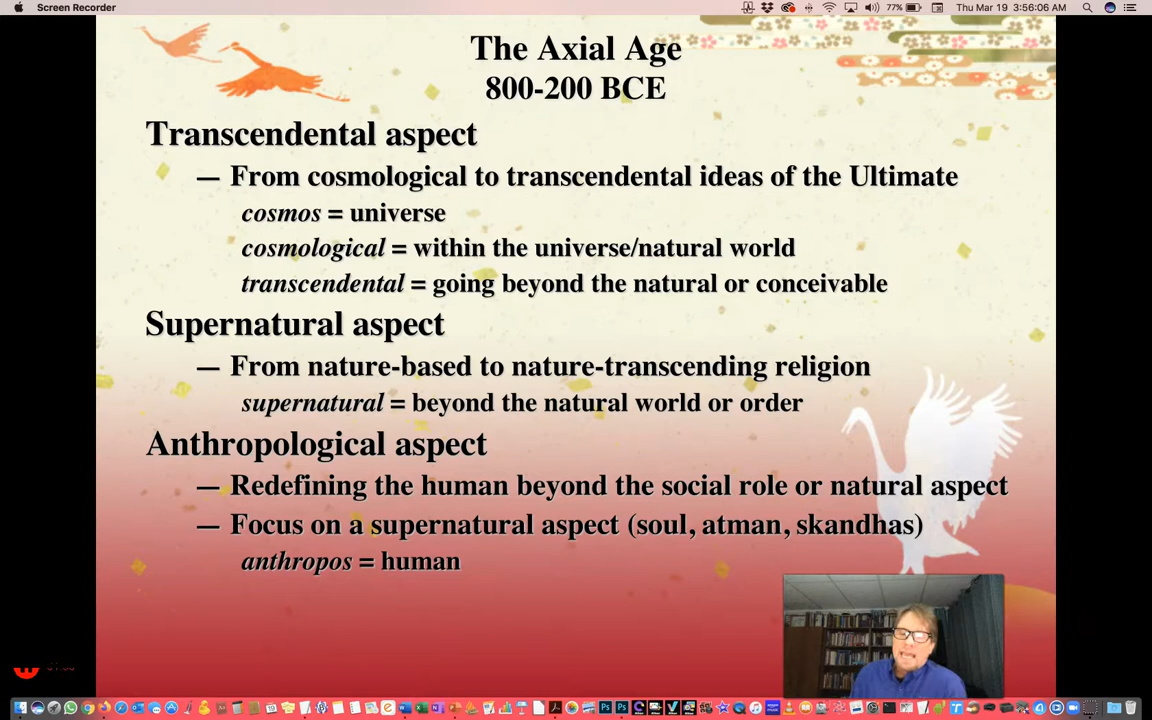 Screen Recorder
77%
Thu Mar 19 3:56:06 AM
The Axial Age
800-200 BCE
Transcendental aspect
— From cosmological to transcendental ideas of the Ultimate
cosmos = universe
cosmological = within the universe/natural world
transcendental = going beyond the natural or conceivable
Supernatural aspect
— From nature-based to nature-transcending religion
supernatural = beyond the natural world or order
Anthropological aspect
— Redefining the human beyond the social role or natural aspect
— Focus on a supernatural aspect (soul, atman, skandhas)
anthropos = human